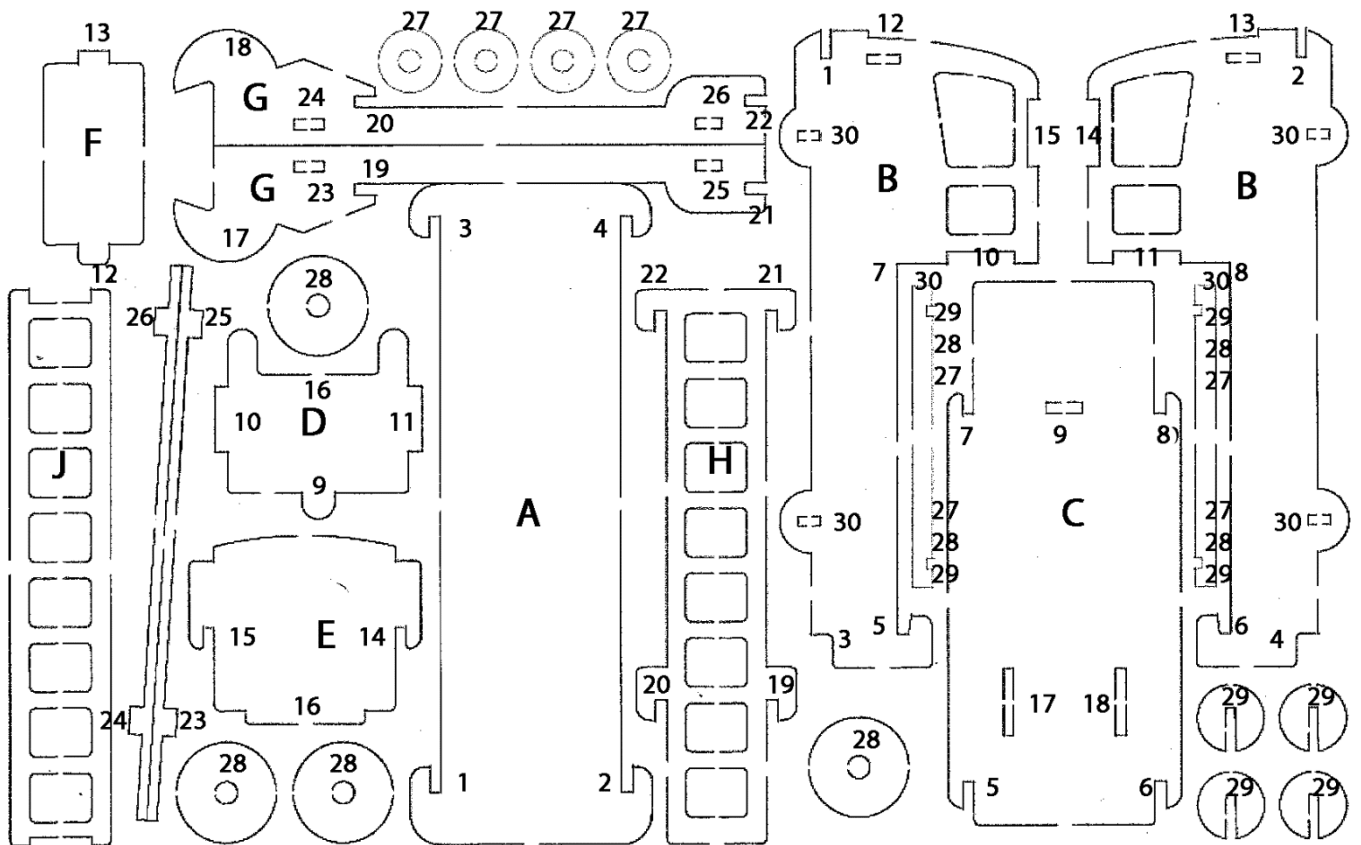 27 27 27 27
13 18 12 13
1 2
G 24 26
F 20 22 30 15 14 30
G 19 B B
23 25
17 3 4 21
12 28 22 21 7 10 11 8
26 25 30 29 30 29
28 28
16 27 27
10 D 11 7 9 8
J H
9 A 27 C 27
30 28 28 30
29 29
15 E 14 3 5 6 4
16 20 19 17 18 29 29
24 23
28 28 28
1 2 5 6 29 29